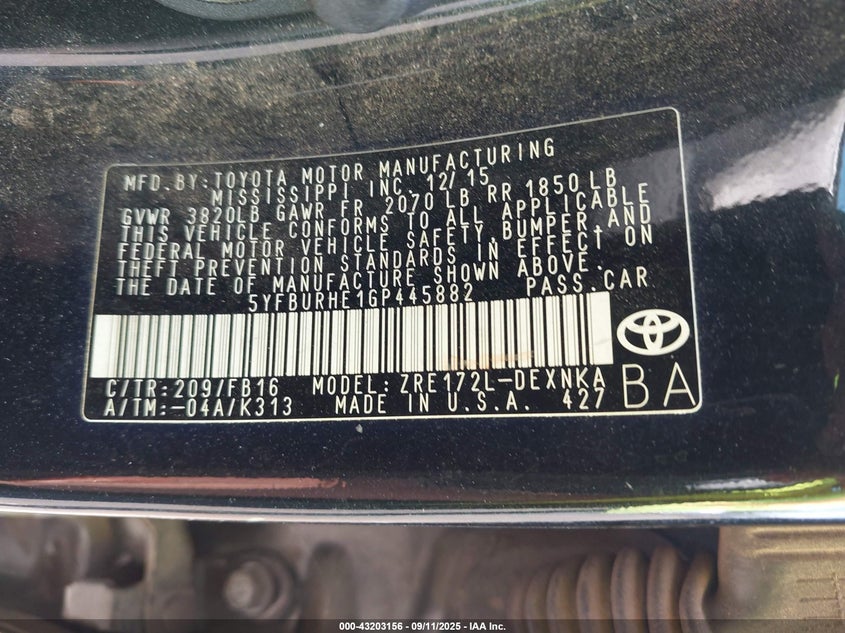 MFD. BY: TOYOTA MOTOR MANUFACTURING
MISSISSIPPI INC. 12/15
GVWR 3820LB GAWR FR 2070 LB RR 1850 LB
THIS VEHICLE CONFORMS TO ALL APPLICABLE
FEDERAL MOTOR VEHICLE SAFETY, BUMPER, AND
THEFT PREVENTION STANDARDS IN EFFECT ON
THE DATE OF MANUFACTURE SHOWN ABOVE.
5YFBURHE1GP445882 PASS.CAR
C/TR:209/FB16 MODEL: ZRE172L-DEXNKA
A/TM:-04A/K313 MADE IN U.S.A. 427
BA
000-43203156 - 09/11/2025 - IAA Inc.